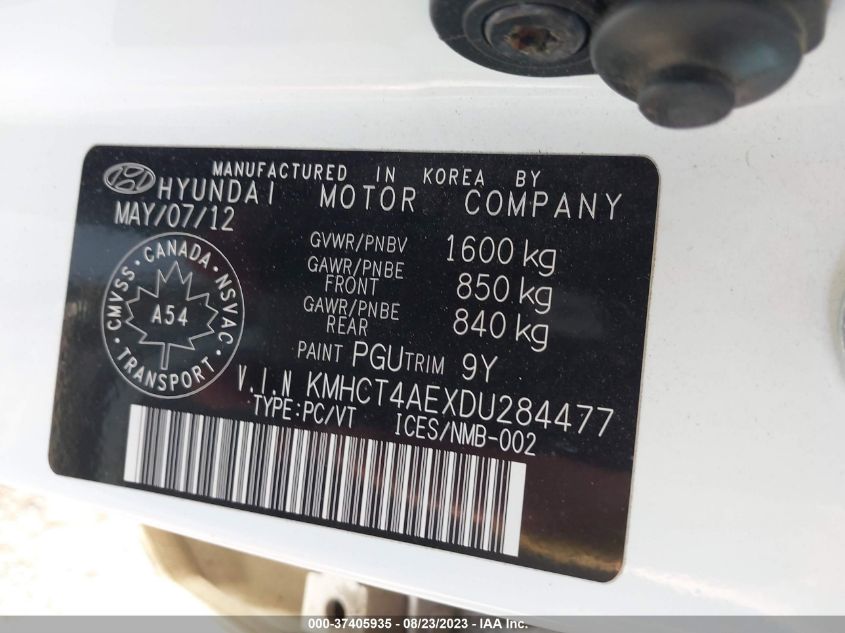 MANUFACTURED IN KOREA BY
HYUNDAI MOTOR COMPANY
MAY/07/12
GVWR/PNBV 1600 kg
GAWR/PNBE FRONT 850 kg
GAWR/PNBE REAR 840 kg
PAINT PGU TRIM 9Y
CMVSS · CANADA · NSVAC · TRANSPORT ·
A54
V.I.N KMHCT4AEXDU284477
TYPE:PC/VT ICES/NMB-002
000-37405935 - 08/23/2023 - IAA Inc.